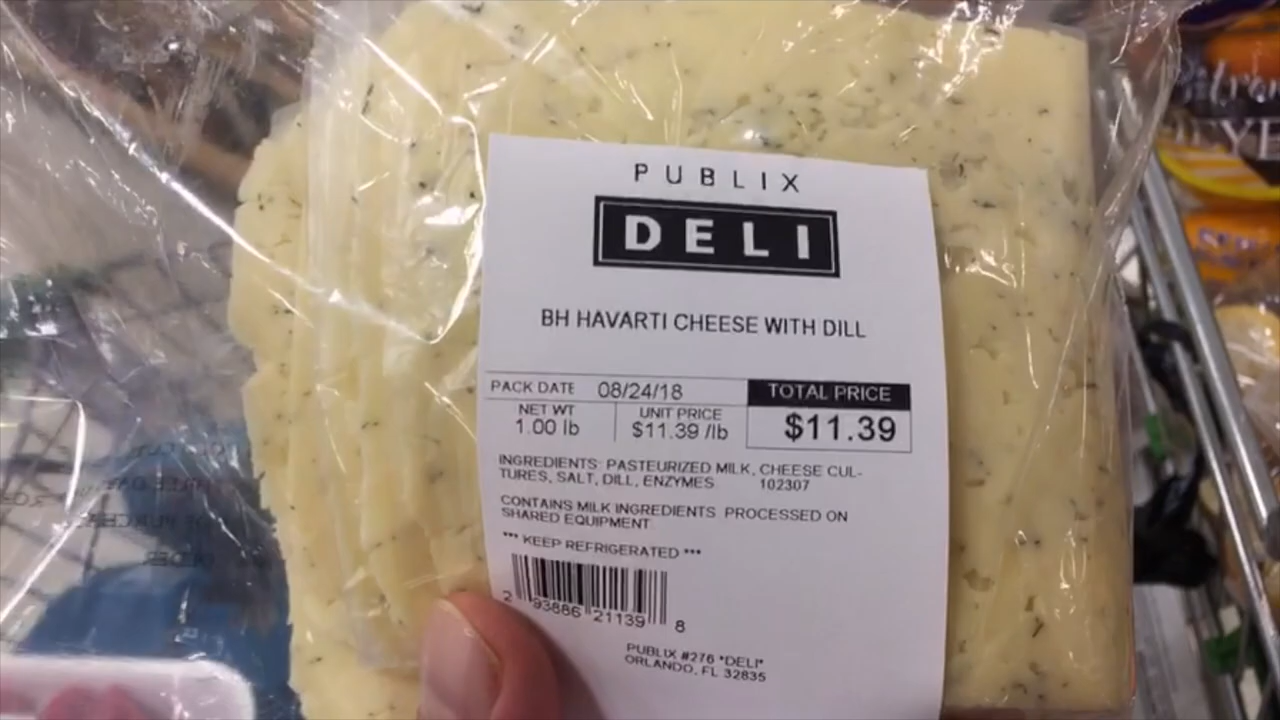 PUBLIX
DELI
BH HAVARTI CHEESE WITH DILL
PACK DATE 08/24/18 TOTAL PRICE
NET WT UNIT PRICE
1.00 lb $11.39 /lb $11.39
INGREDIENTS: PASTEURIZED MILK, CHEESE CUL-
TURES, SALT, DILL, ENZYMES 102307
CONTAINS MILK INGREDIENTS PROCESSED ON
SHARED EQUIPMENT
*** KEEP REFRIGERATED ***
2 93886 21139 8
PUBLIX #276 "DELI"
ORLANDO, FL 32835